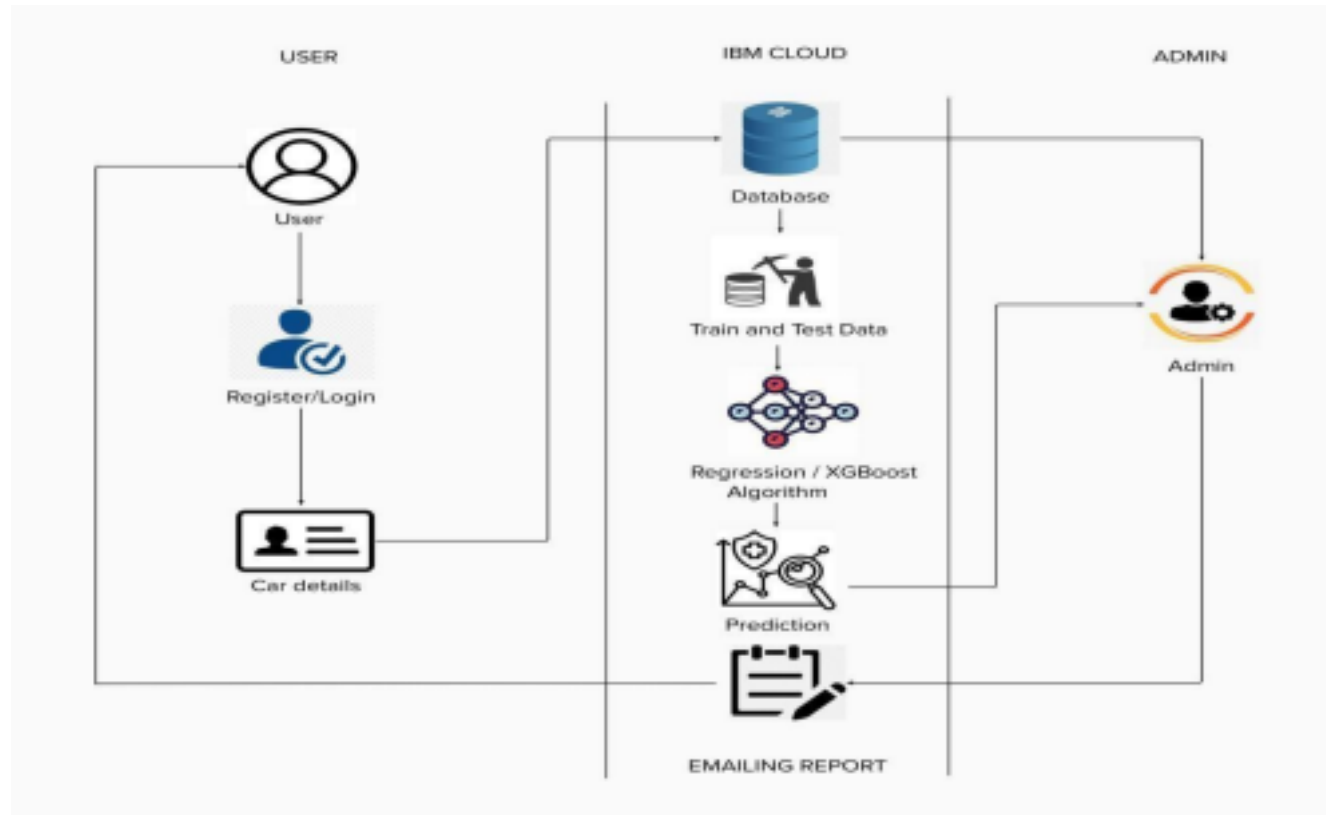 USER
IBM CLOUD
ADMIN
User
Register/Login
Car details
Database
Train and Test Data
Regression / XGBoost
Algorithm
Prediction
EMAILING REPORT
Admin